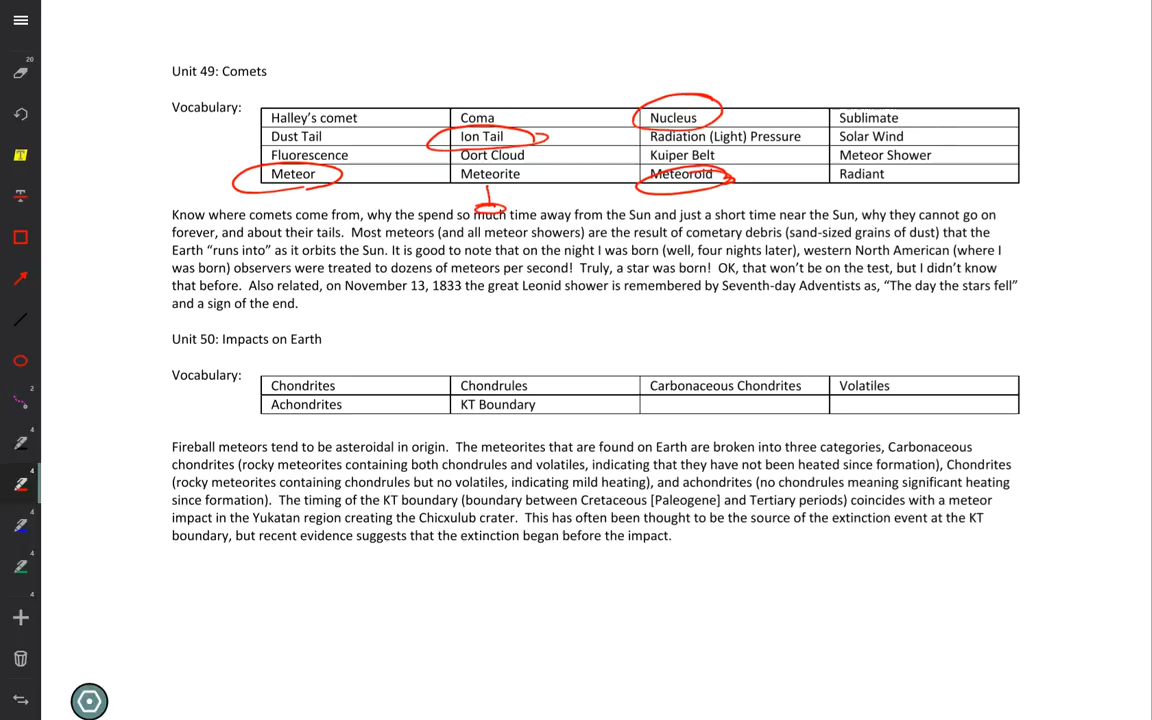 20
Unit 49: Comets
Vocabulary:
Halley's comet Coma Nucleus Sublimate
Dust Tail Ion Tail Radiation (Light) Pressure Solar Wind
Fluorescence Oort Cloud Kuiper Belt Meteor Shower
Meteor Meteorite Meteoroid Radiant
Know where comets come from, why the spend so much time away from the Sun and just a short time near the Sun, why they cannot go on
forever, and about their tails. Most meteors (and all meteor showers) are the result of cometary debris (sand-sized grains of dust) that the
Earth "runs into" as it orbits the Sun. It is good to note that on the night I was born (well, four nights later), western North American (where I
was born) observers were treated to dozens of meteors per second! Truly, a star was born! OK, that won't be on the test, but I didn't know
that before. Also related, on November 13, 1833 the great Leonid shower is remembered by Seventh-day Adventists as, "The day the stars fell"
and a sign of the end.
Unit 50: Impacts on Earth
Vocabulary:
Chondrites Chondrules Carbonaceous Chondrites Volatiles
Achondrites KT Boundary
Fireball meteors tend to be asteroidal in origin. The meteorites that are found on Earth are broken into three categories, Carbonaceous
chondrites (rocky meteorites containing both chondrules and volatiles, indicating that they have not been heated since formation), Chondrites
(rocky meteorites containing chondrules but no volatiles, indicating mild heating), and achondrites (no chondrules meaning significant heating
since formation). The timing of the KT boundary (boundary between Cretaceous [Paleogene] and Tertiary periods) coincides with a meteor
impact in the Yukatan region creating the Chicxulub crater. This has often been thought to be the source of the extinction event at the KT
boundary, but recent evidence suggests that the extinction began before the impact.
T
T
2
4
4
4
4
4